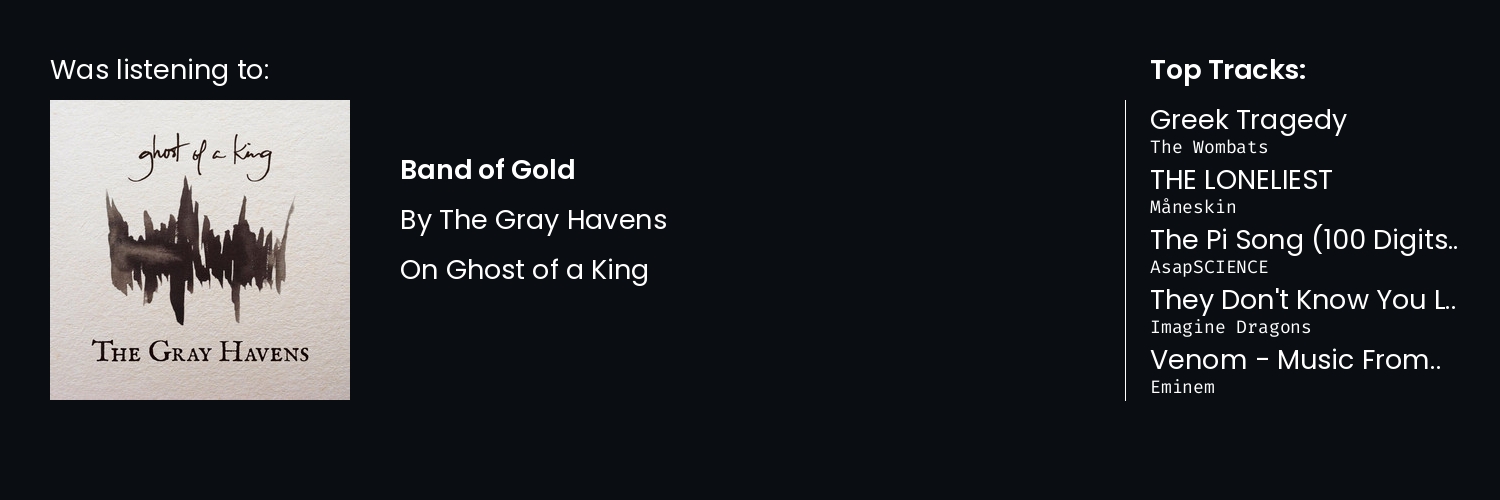 Was listening to:
ghost of a king
THE GRAY HAVENS
Band of Gold
By The Gray Havens
On Ghost of a King
Top Tracks:
Greek Tragedy
The Wombats
THE LONELIEST
Måneskin
The Pi Song (100 Digits..
AsapSCIENCE
They Don't Know You L..
Imagine Dragons
Venom - Music From..
Eminem